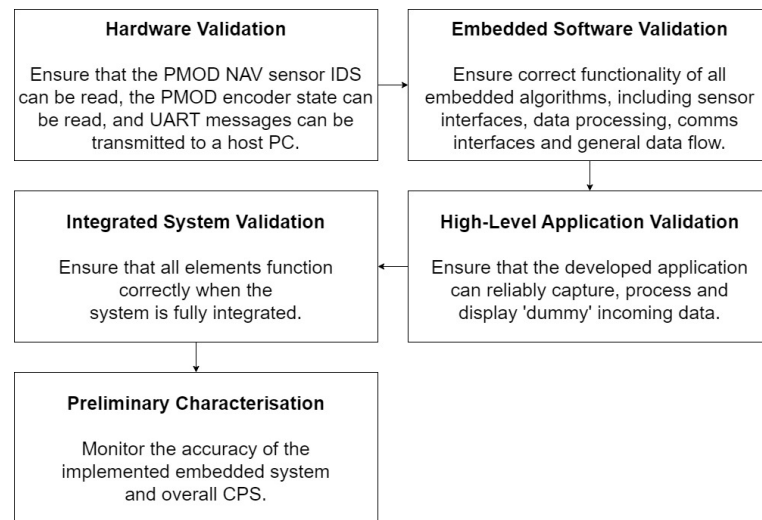 Hardware Validation
Ensure that the PMOD NAV sensor IDS
can be read, the PMOD encoder state can
be read, and UART messages can be
transmitted to a host PC.
Embedded Software Validation
Ensure correct functionality of all
embedded algorithms, including sensor
interfaces, data processing, comms
interfaces and general data flow.
High-Level Application Validation
Ensure that the developed application
can reliably capture, process and
display 'dummy' incoming data.
Integrated System Validation
Ensure that all elements function
correctly when the
system is fully integrated.
Preliminary Characterisation
Monitor the accuracy of the
implemented embedded system
and overall CPS.